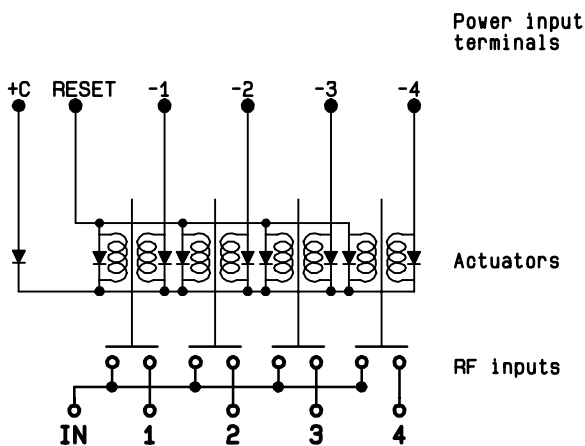 Power input
terminals
+C RESET -1 -2 -3 -4
Actuators
RF inputs
IN 1 2 3 4